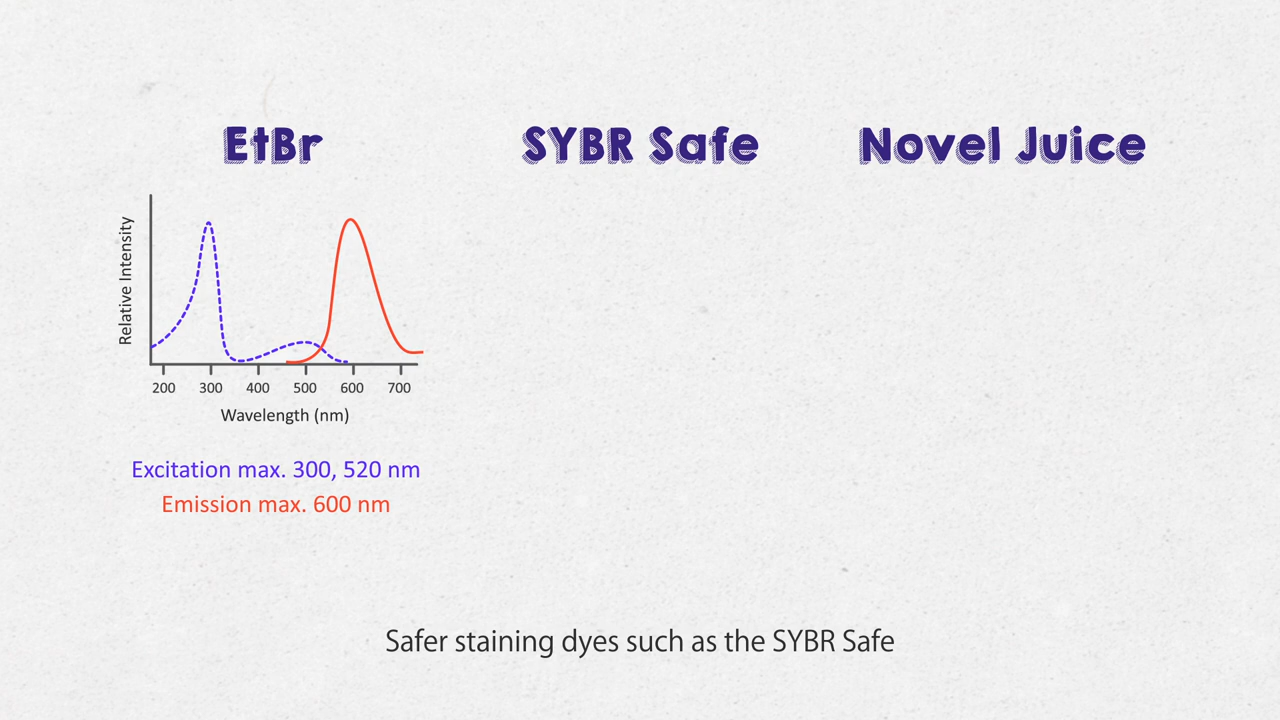 EtBr
SYBR Safe
Novel Juice
Relative Intensity
200 300 400 500 600 700
Wavelength (nm)
Excitation max. 300, 520 nm
Emission max. 600 nm
Safer staining dyes such as the SYBR Safe